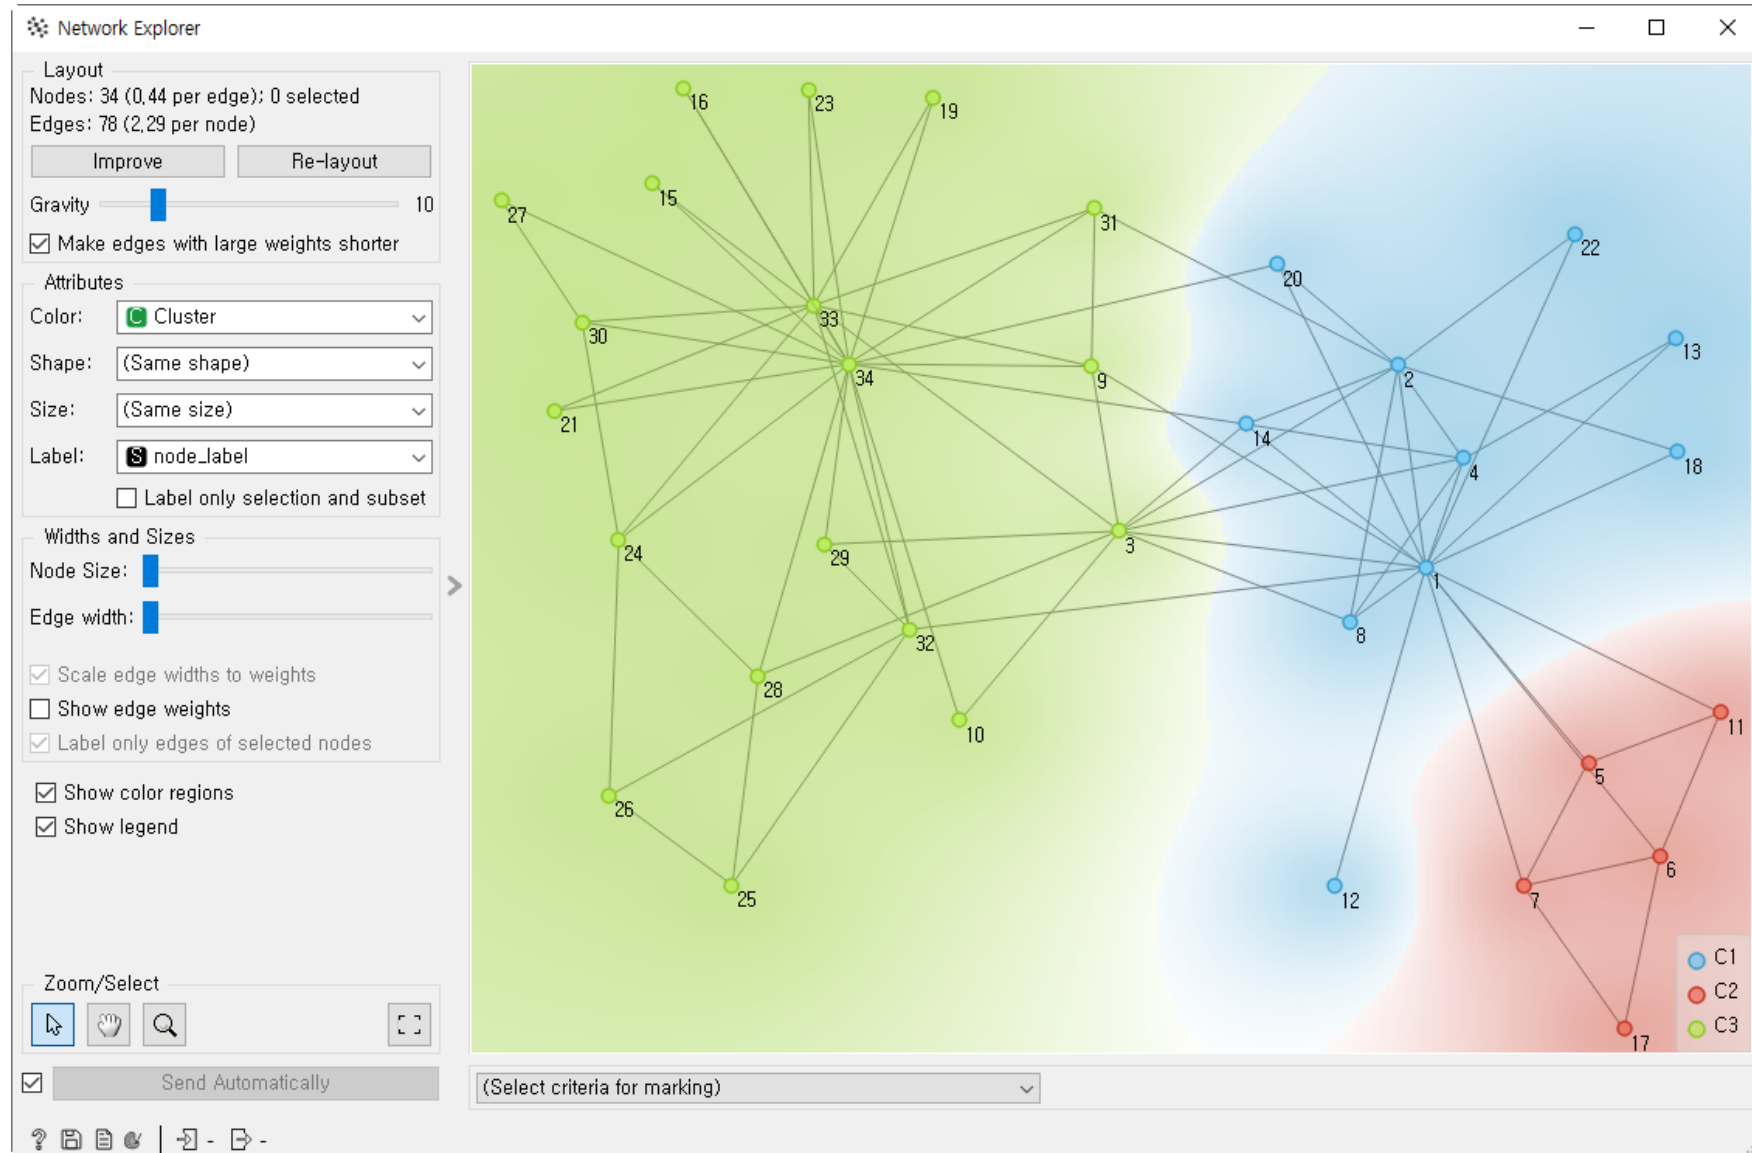 Network Explorer
Layout
Nodes: 34 (0,44 per edge); 0 selected
Edges: 78 (2,29 per node)
Improve
Re-layout
Gravity
10
Make edges with large weights shorter
Attributes
Color:
C Cluster
Shape:
(Same shape)
Size:
(Same size)
Label:
S node_label
Label only selection and subset
Widths and Sizes
Node Size:
Edge width:
Scale edge widths to weights
Show edge weights
Label only edges of selected nodes
Show color regions
Show legend
Zoom/Select
Send Automatically
16
23
19
15
27
31
22
20
33
30
13
34
9
2
21
14
18
4
24
29
3
1
32
8
28
10
11
5
26
6
25
12
7
17
C1
C2
C3
(Select criteria for marking)
? - -